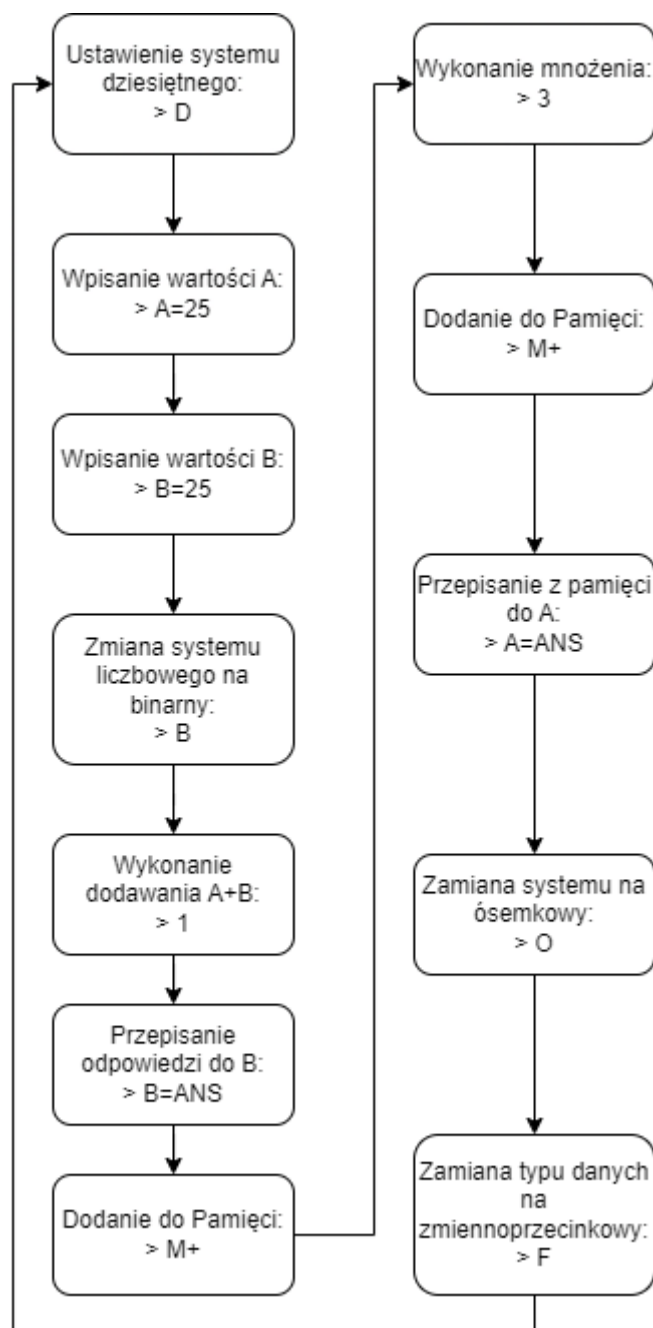 Ustawienie systemu
dziesiętnego:
> D
Wpisanie wartości A:
> A=25
Wpisanie wartości B:
> B=25
Zmiana systemu
liczbowego na
binarny:
> B
Wykonanie
dodawania A+B:
> 1
Przepisanie
odpowiedzi do B:
> B=ANS
Dodanie do Pamięci:
> M+
Wykonanie mnożenia:
> 3
Dodanie do Pamięci:
> M+
Przepisanie z pamięci
do A:
> A=ANS
Zamiana systemu na
ósemkowy:
> O
Zamiana typu danych
na
zmiennoprzecinkowy:
> F